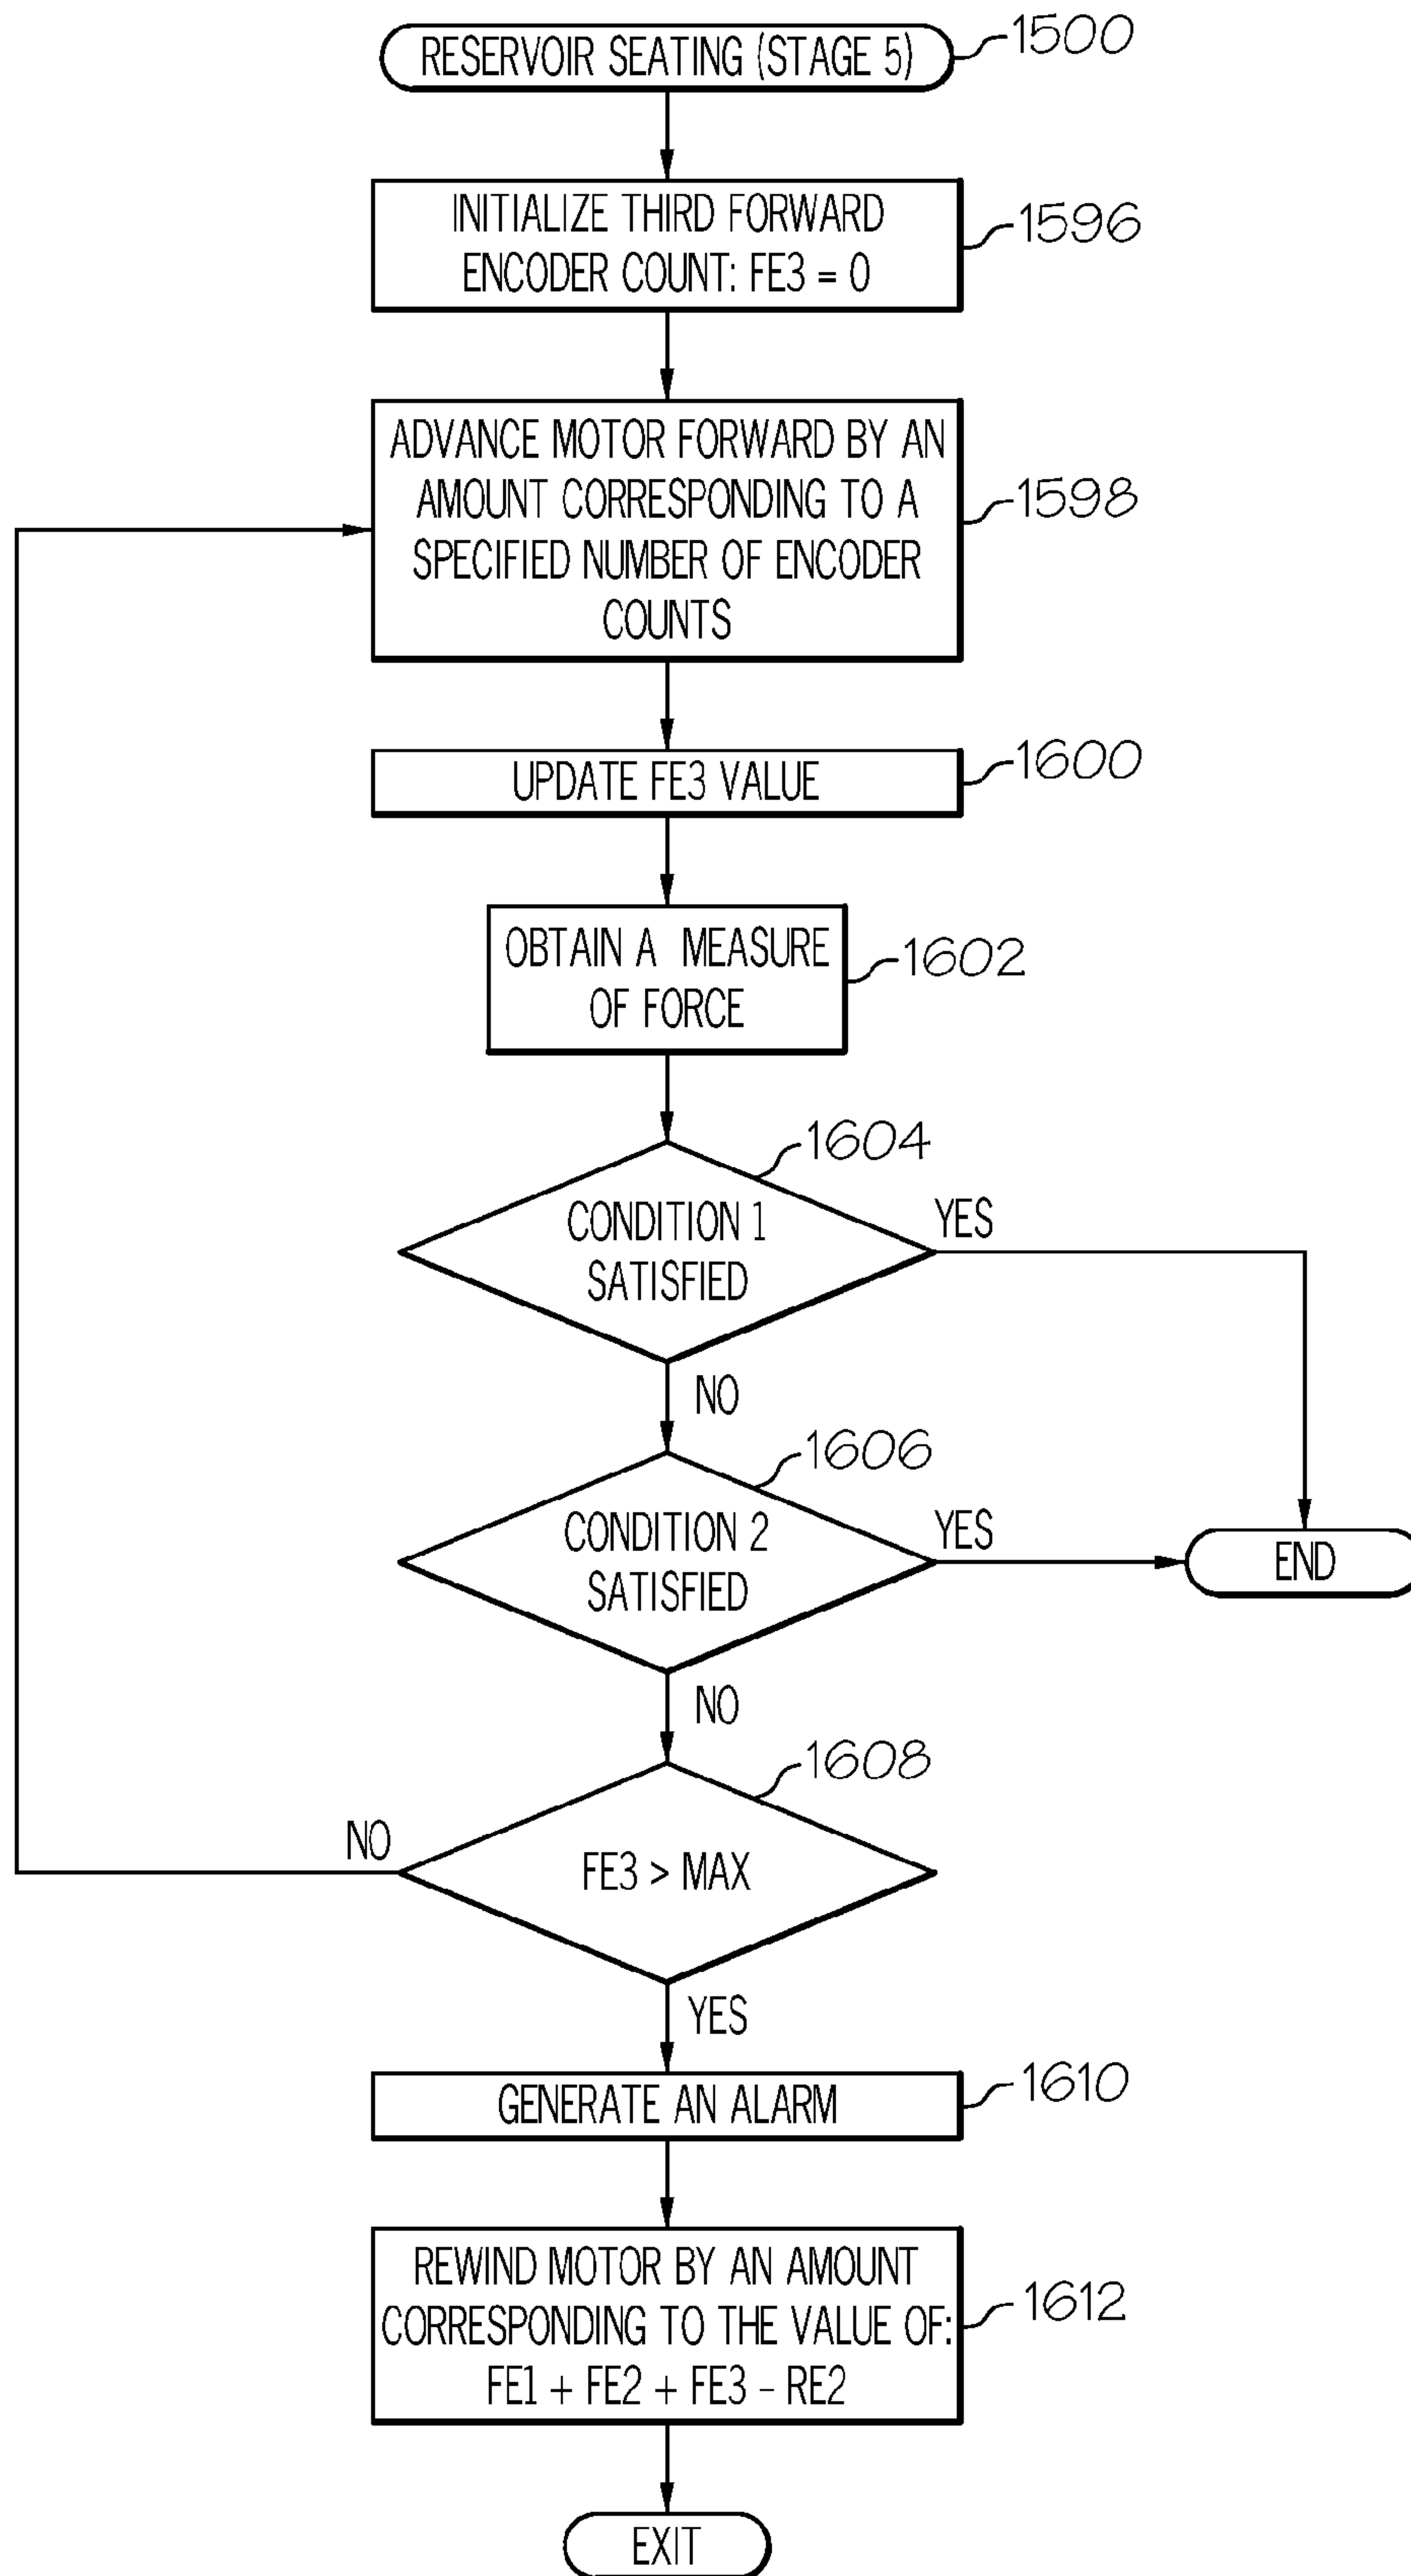 RESERVOIR SEATING (STAGE 5)
1500
INITIALIZE THIRD FORWARD
ENCODER COUNT: FE3 = 0
1596
ADVANCE MOTOR FORWARD BY AN
AMOUNT CORRESPONDING TO A
SPECIFIED NUMBER OF ENCODER
COUNTS
1598
UPDATE FE3 VALUE
1600
OBTAIN A MEASURE
OF FORCE
1602
1604
CONDITION 1
SATISFIED
YES
NO
1606
CONDITION 2
SATISFIED
YES
END
NO
1608
NO
FE3 > MAX
YES
GENERATE AN ALARM
1610
REWIND MOTOR BY AN AMOUNT
CORRESPONDING TO THE VALUE OF:
FE1 + FE2 + FE3 – RE2
1612
EXIT